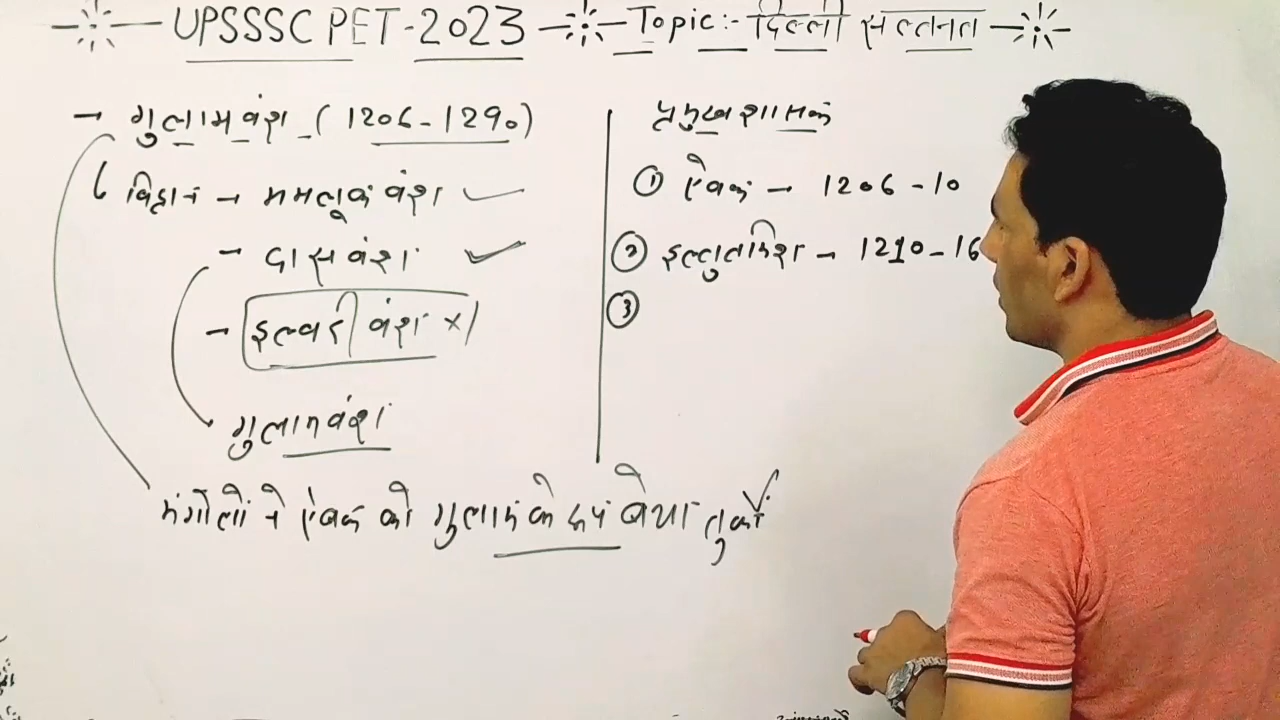 UPSSSC PET-2023 Topic:- दिल्ली सल्तनत
→ गुलाम वंश (1206-1290)
विद्वान → ममलूक वंश
- दास वंश
- इल्बरी वंश ×
गुलाम वंश
मंगोलों ने ऐबक को गुलाम के रूप बेचा तुर्क
प्रमुख शासक
① ऐबक → 1206-10
② इल्तुतमिश → 1210-16
③